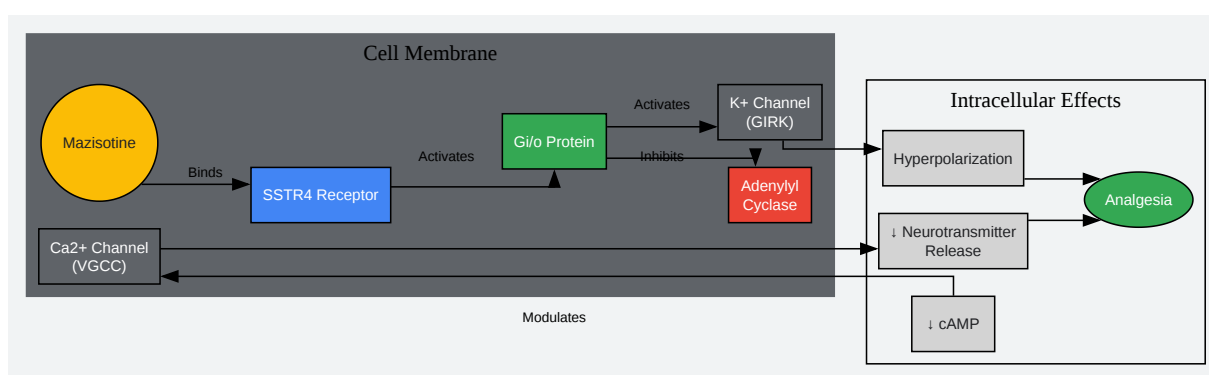 Cell Membrane
Mazisotine
Binds
SSTR4 Receptor
Activates
Gi/o Protein
Activates
Inhibits
K+ Channel
(GIRK)
Adenylyl
Cyclase
Ca2+ Channel
(VGCC)
Modulates
Intracellular Effects
Hyperpolarization
↓ Neurotransmitter
Release
↓ cAMP
Analgesia